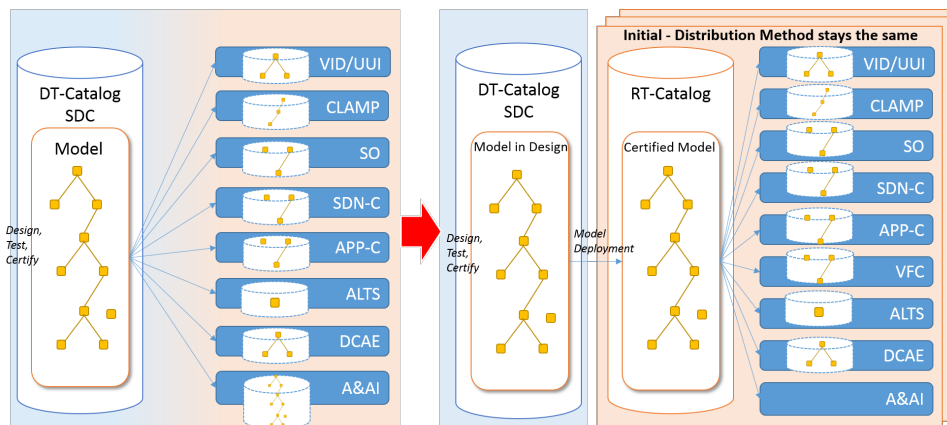 DT-Catalog
SDC
Model
Design,
Test,
Certify
VID/UUI
CLAMP
SO
SDN-C
APP-C
ALTS
DCAE
A&AI
DT-Catalog
SDC
Model in Design
Design,
Test,
Certify
Model
Deployment
Initial - Distribution Method stays the same
RT-Catalog
Certified Model
VID/UUI
CLAMP
SO
SDN-C
APP-C
VFC
ALTS
DCAE
A&AI